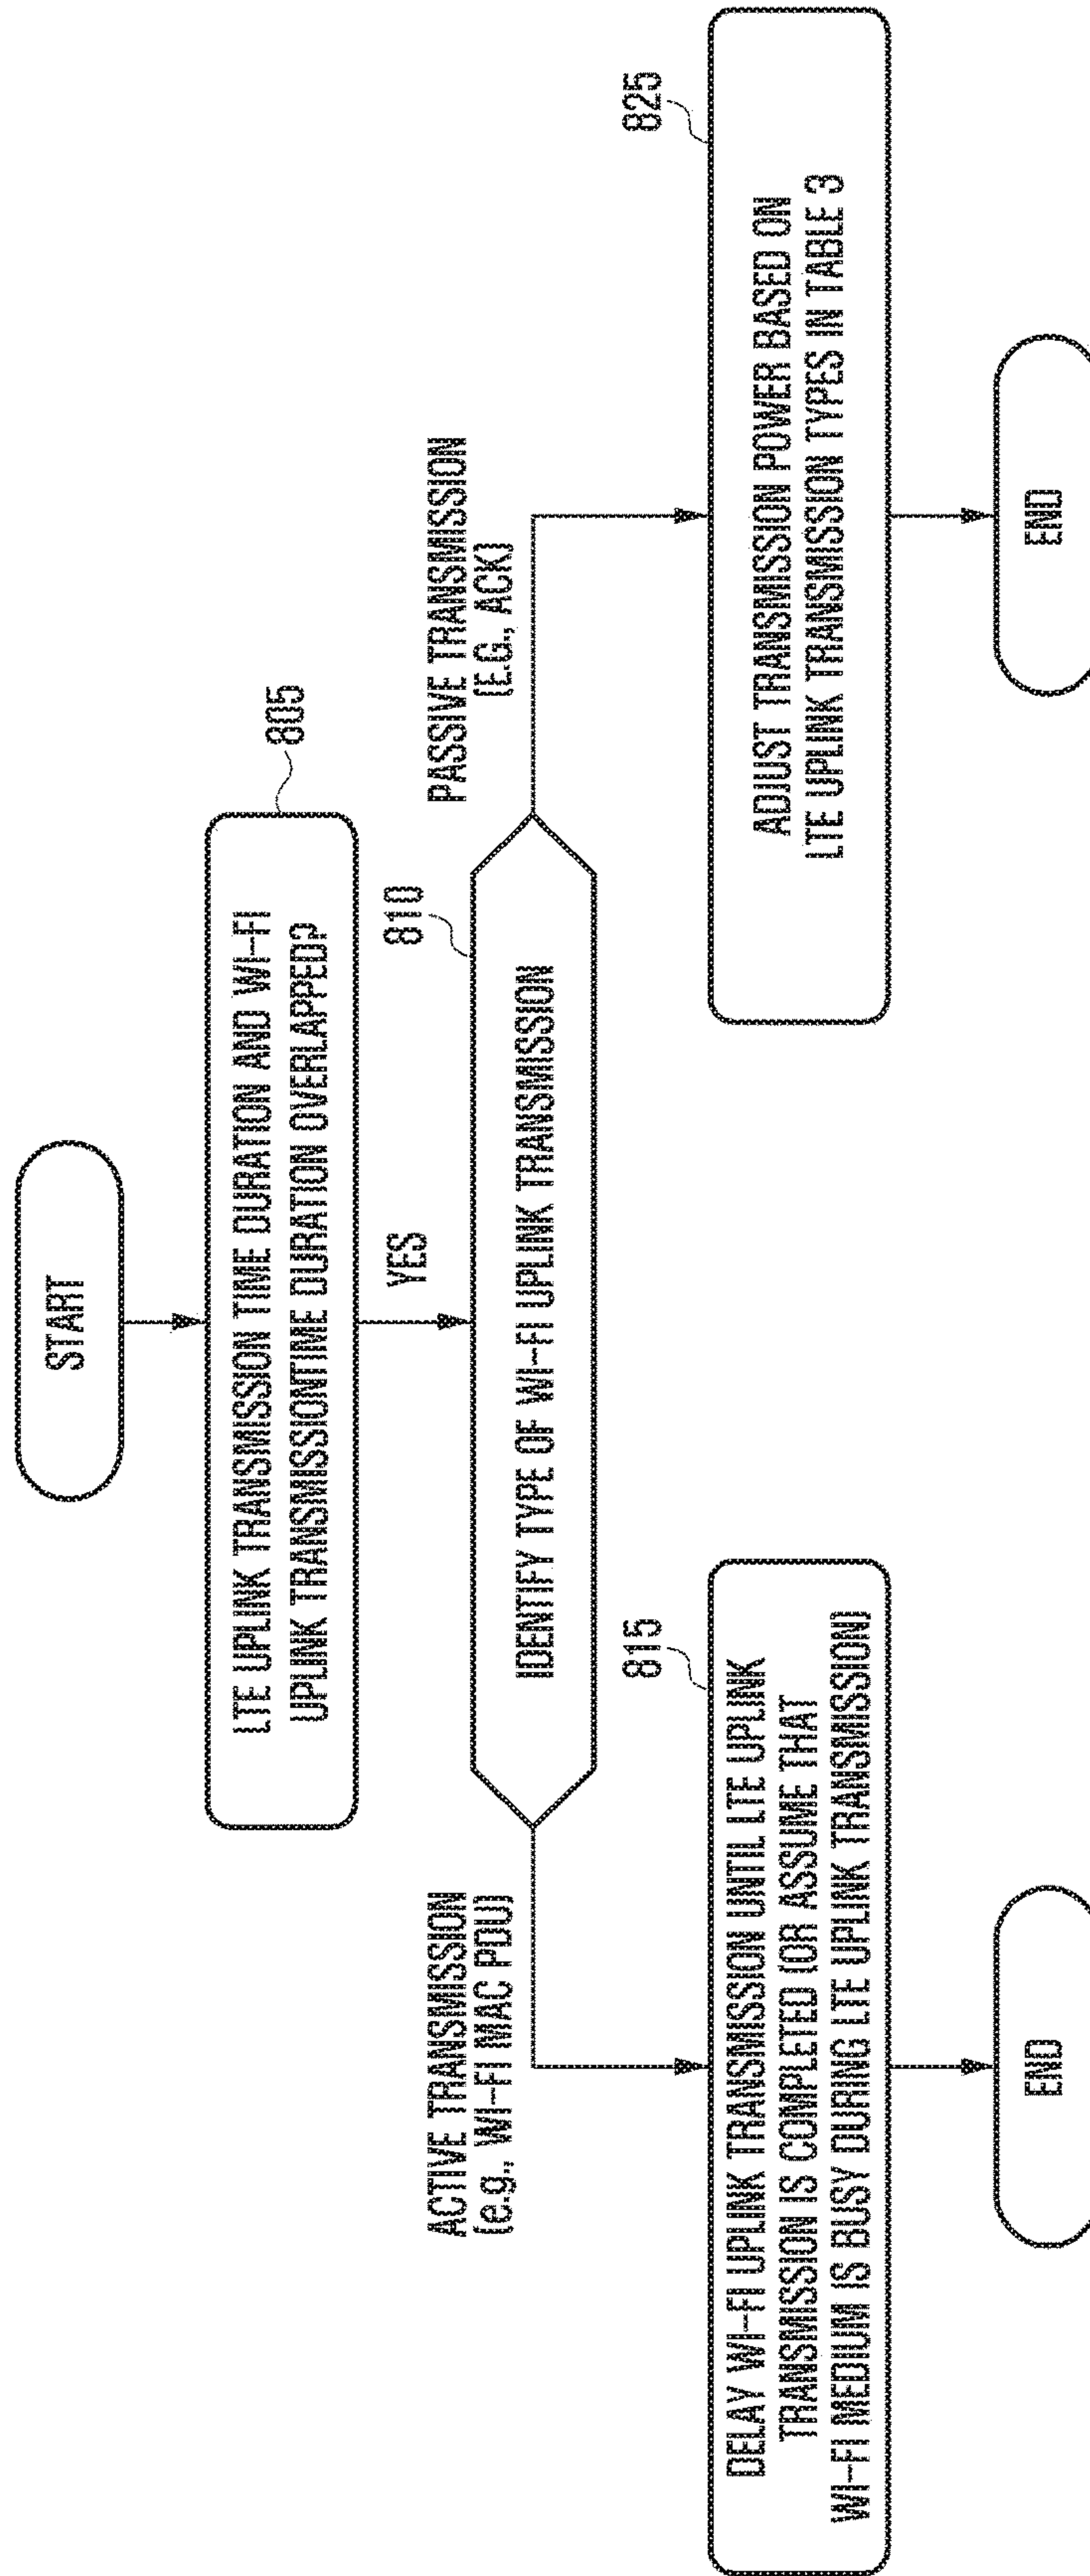 START
805
LTE UPLINK TRANSMISSION TIME DURATION AND WI-FI
UPLINK TRANSMISSIONTIME DURATION OVERLAPPED?
YES
810
IDENTIFY TYPE OF WI-FI UPLINK TRANSMISSION
ACTIVE TRANSMISSION
(e.g., WI-FI MAC PDU)
PASSIVE TRANSMISSION
(E.G., ACK)
815
DELAY WI-FI UPLINK TRANSMISSION UNTIL LTE UPLINK
TRANSMISSION IS COMPLETED (OR ASSUME THAT
WI-FI MEDIUM IS BUSY DURING LTE UPLINK TRANSMISSION)
825
ADJUST TRANSMISSION POWER BASED ON
LTE UPLINK TRANSMISSION TYPES IN TABLE 3
END
END